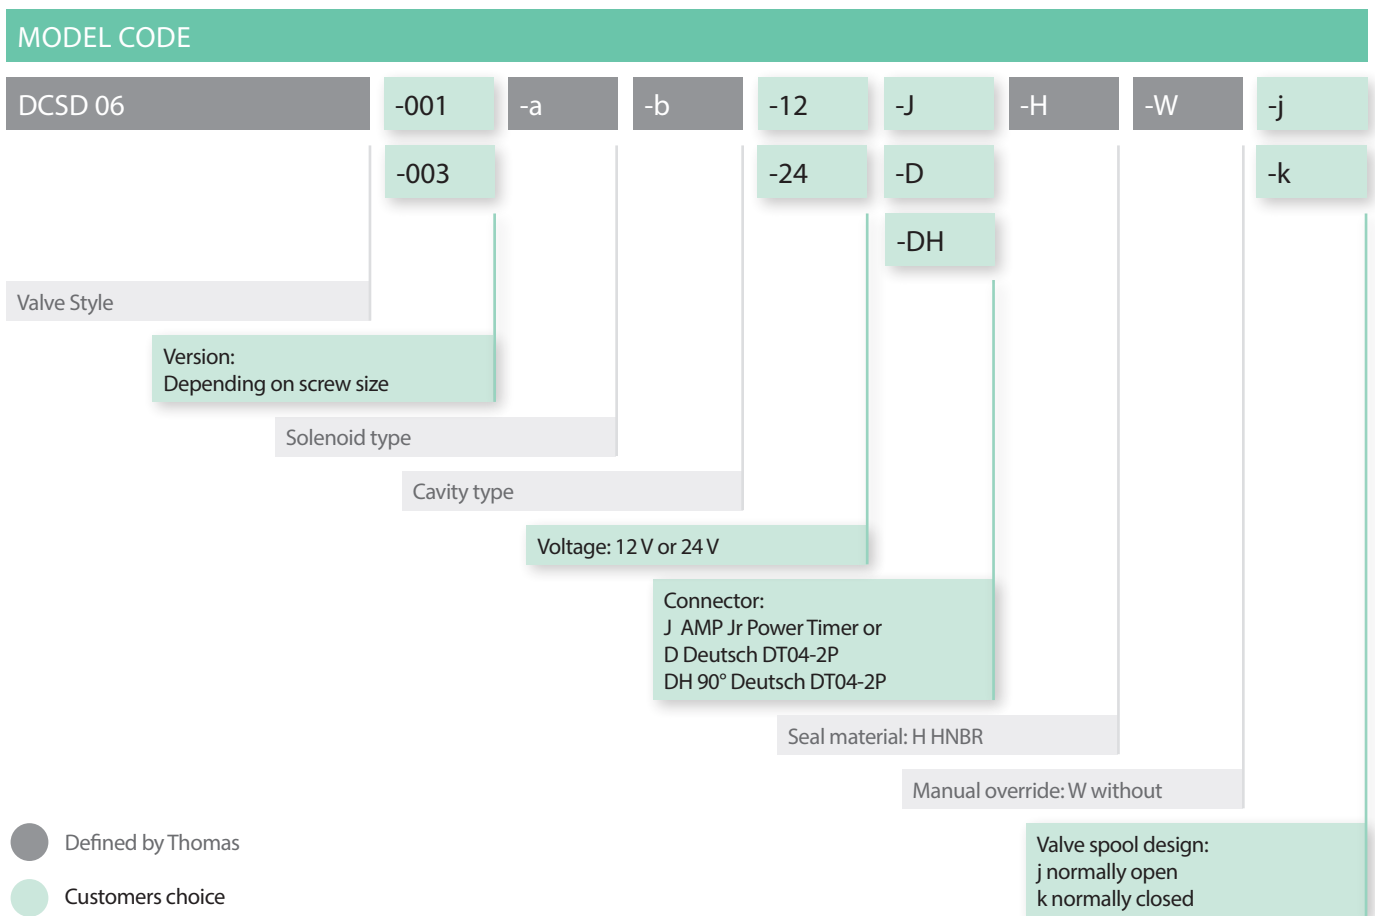 MODEL CODE
DCSD 06 -001 -a -b -12 -J -H -W -j
-003 -24 -D -k
-DH
Valve Style
Version:
Depending on screw size
Solenoid type
Cavity type
Voltage: 12 V or 24 V
Connector:
J AMP Jr Power Timer or
D Deutsch DT04-2P
DH 90° Deutsch DT04-2P
Seal material: H HNBR
Manual override: W without
Valve spool design:
j normally open
k normally closed
Defined by Thomas
Customers choice